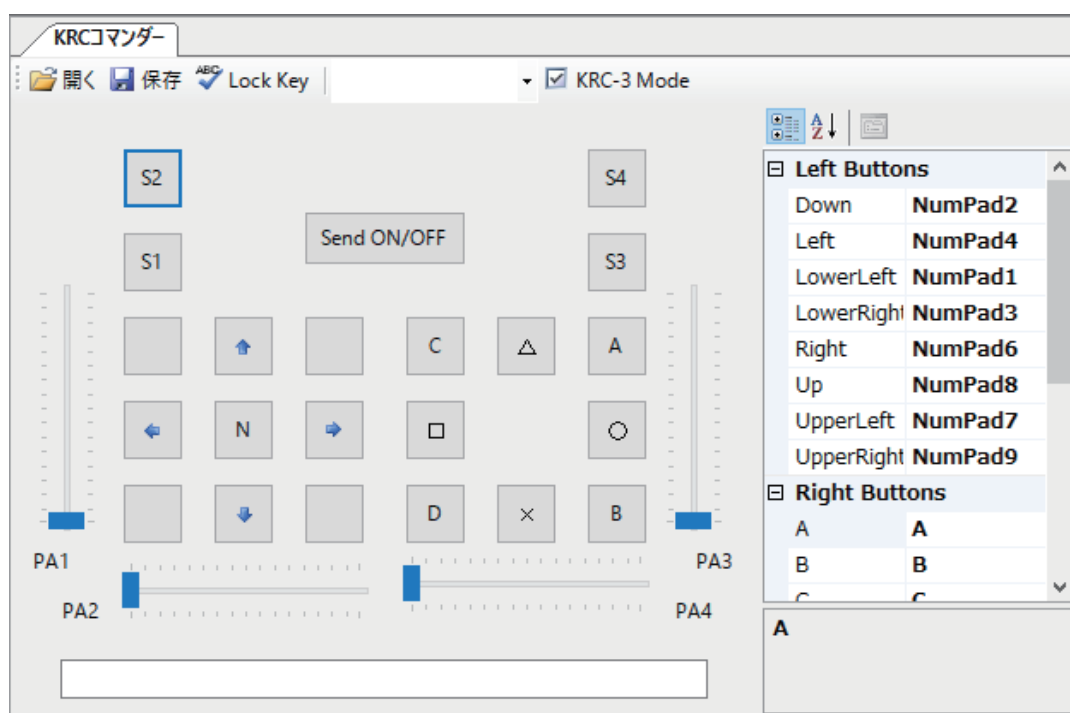 KRCコマンダー
開く 保存 ABC Lock Key KRC-3 Mode
S2 S4
Send ON/OFF
S1 S3
C △ A
N □ ○
D × B
PA1 PA3
PA2 PA4
A Z
Left Buttons
Down NumPad2
Left NumPad4
LowerLeft NumPad1
LowerRight NumPad3
Right NumPad6
Up NumPad8
UpperLeft NumPad7
UpperRight NumPad9
Right Buttons
A A
B B
C C
A